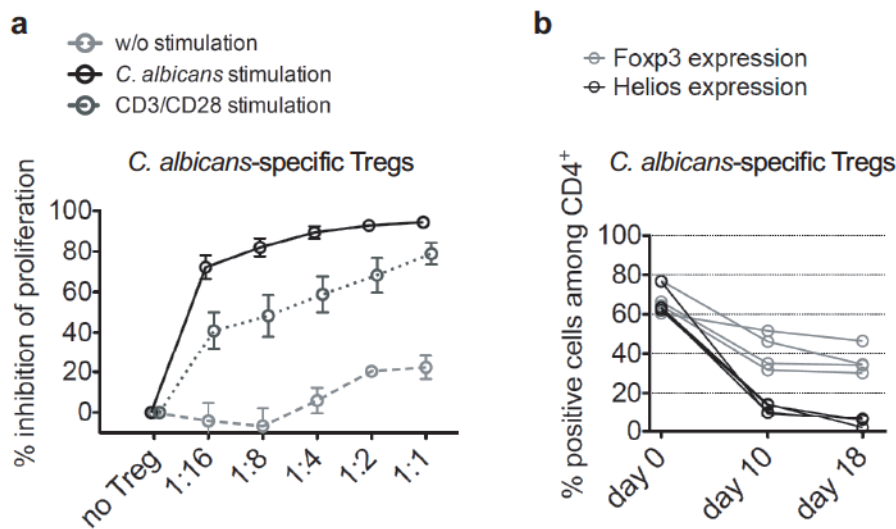 a
w/o stimulation
C. albicans stimulation
CD3/CD28 stimulation
C. albicans-specific Tregs
% inhibition of proliferation
100
80
60
40
20
0
no Treg
1:16
1:8
1:4
1:2
1:1
b
Foxp3 expression
Helios expression
C. albicans-specific Tregs
% positive cells among CD4+
100
80
60
40
20
0
day 0
day 10
day 18